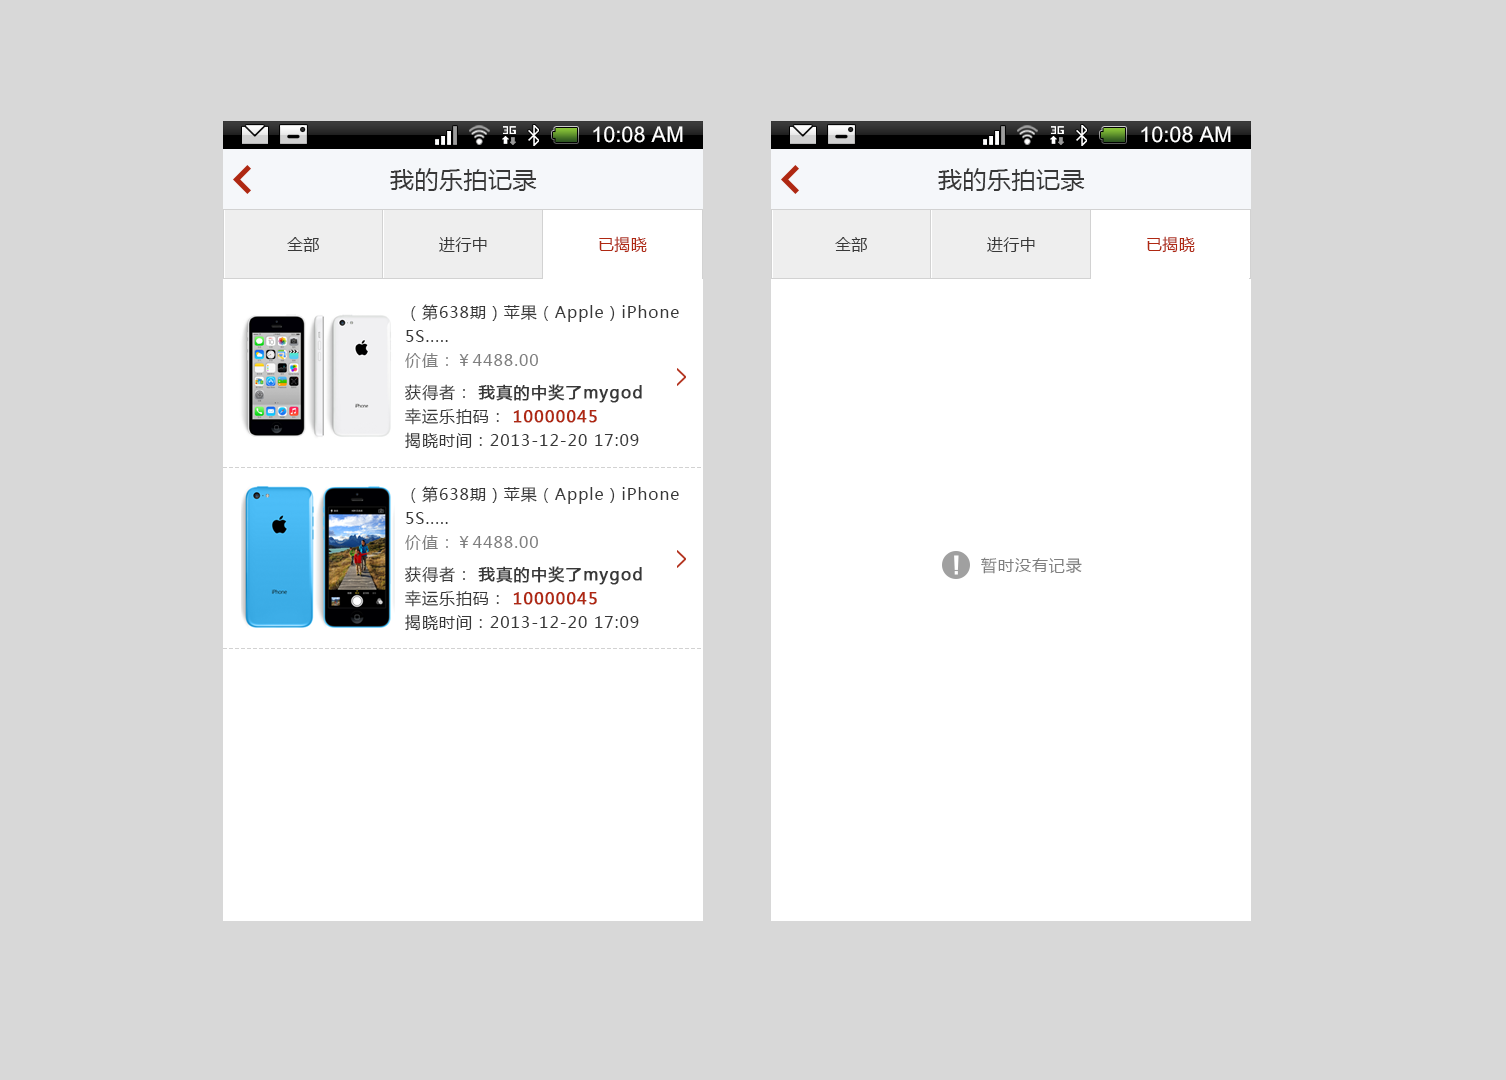 3G 10:08 AM
我的乐拍记录
全部 进行中 已揭晓
（第638期）苹果（Apple）iPhone
5S.....
价值：￥4488.00
获得者： 我真的中奖了mygod
幸运乐拍码： 10000045
揭晓时间：2013-12-20 17:09
iPhone
（第638期）苹果（Apple）iPhone
5S.....
价值：￥4488.00
获得者： 我真的中奖了mygod
幸运乐拍码： 10000045
揭晓时间：2013-12-20 17:09
iPhone
3G 10:08 AM
我的乐拍记录
全部 进行中 已揭晓
暂时没有记录